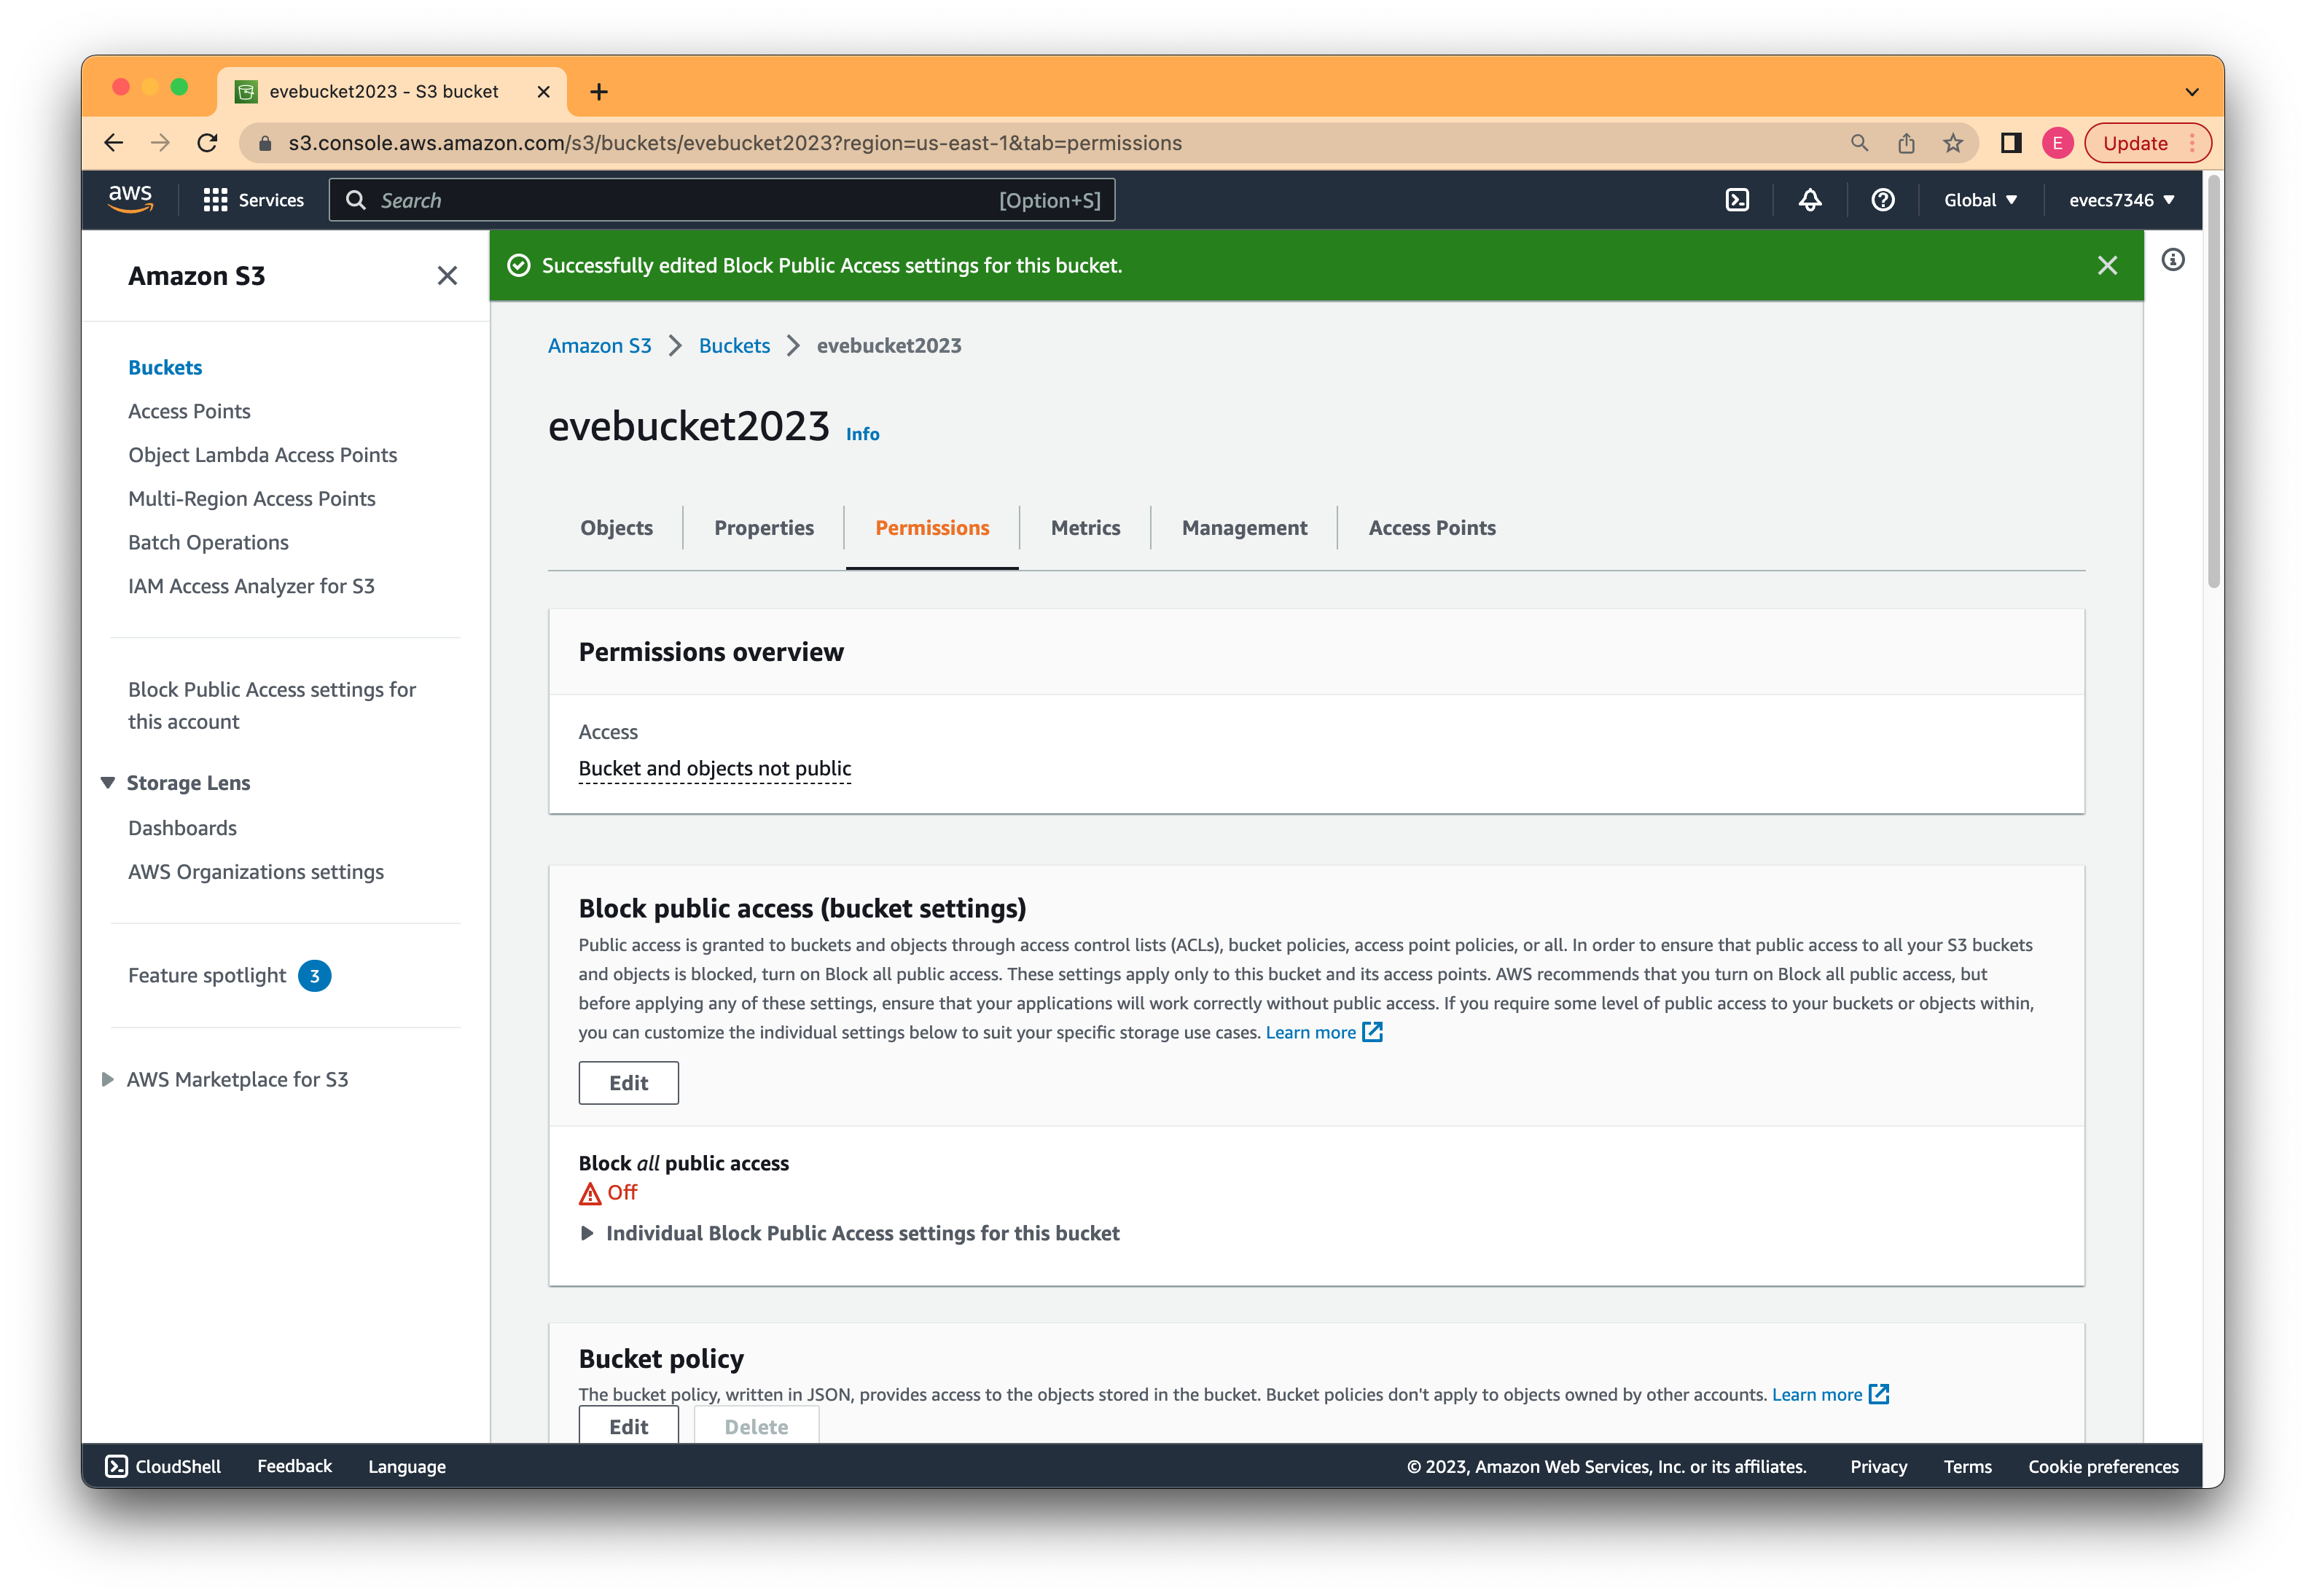 evebucket2023 - S3 bucket
s3.console.aws.amazon.com/s3/buckets/evebucket2023?region=us-east-1&tab=permissions
E
Update
aws
Services
Search
[Option+S]
Global
evecs7346
Amazon S3
Buckets
Access Points
Object Lambda Access Points
Multi-Region Access Points
Batch Operations
IAM Access Analyzer for S3
Block Public Access settings for
this account
Storage Lens
Dashboards
AWS Organizations settings
Feature spotlight 3
AWS Marketplace for S3
Successfully edited Block Public Access settings for this bucket.
Amazon S3 > Buckets > evebucket2023
evebucket2023 Info
Objects
Properties
Permissions
Metrics
Management
Access Points
Permissions overview
Access
Bucket and objects not public
Block public access (bucket settings)
Public access is granted to buckets and objects through access control lists (ACLs), bucket policies, access point policies, or all. In order to ensure that public access to all your S3 buckets
and objects is blocked, turn on Block all public access. These settings apply only to this bucket and its access points. AWS recommends that you turn on Block all public access, but
before applying any of these settings, ensure that your applications will work correctly without public access. If you require some level of public access to your buckets or objects within,
you can customize the individual settings below to suit your specific storage use cases. Learn more
Edit
Block all public access
Off
Individual Block Public Access settings for this bucket
Bucket policy
The bucket policy, written in JSON, provides access to the objects stored in the bucket. Bucket policies don't apply to objects owned by other accounts. Learn more
Edit
Delete
CloudShell
Feedback
Language
© 2023, Amazon Web Services, Inc. or its affiliates.
Privacy
Terms
Cookie preferences